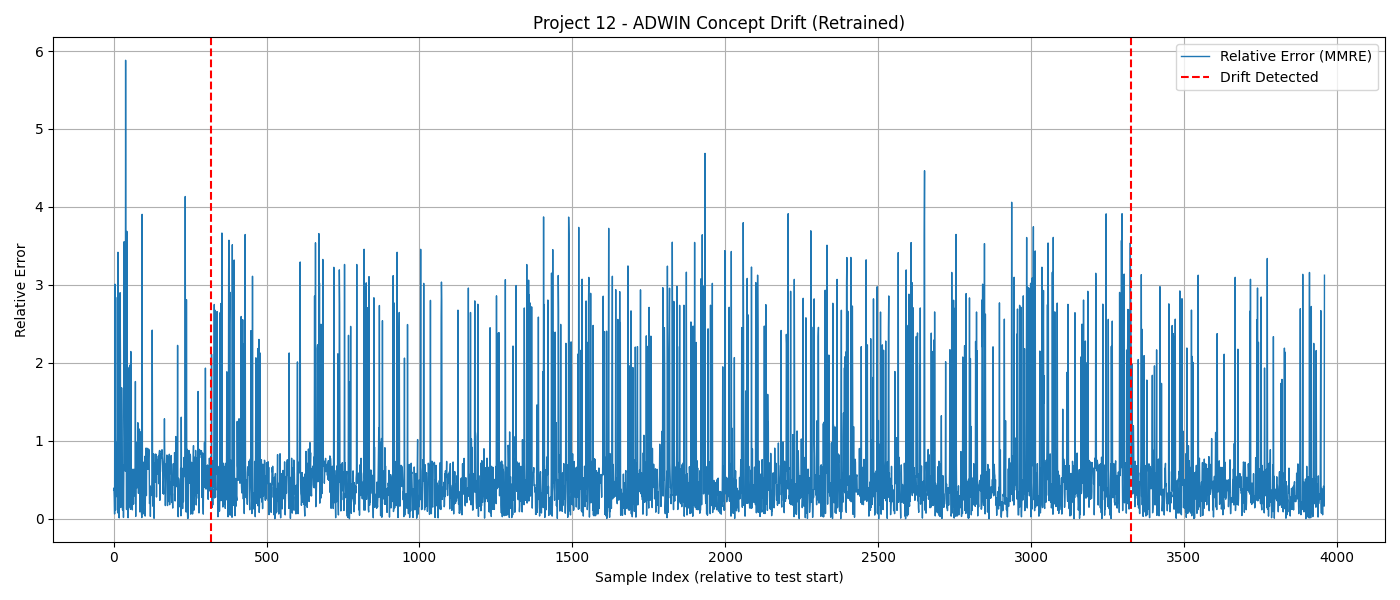 Project 12 - ADWIN Concept Drift (Retrained)
Relative Error (MMRE)
Drift Detected
Relative Error
6
5
4
3
2
1
0
0 500 1000 1500 2000 2500 3000 3500 4000
Sample Index (relative to test start)